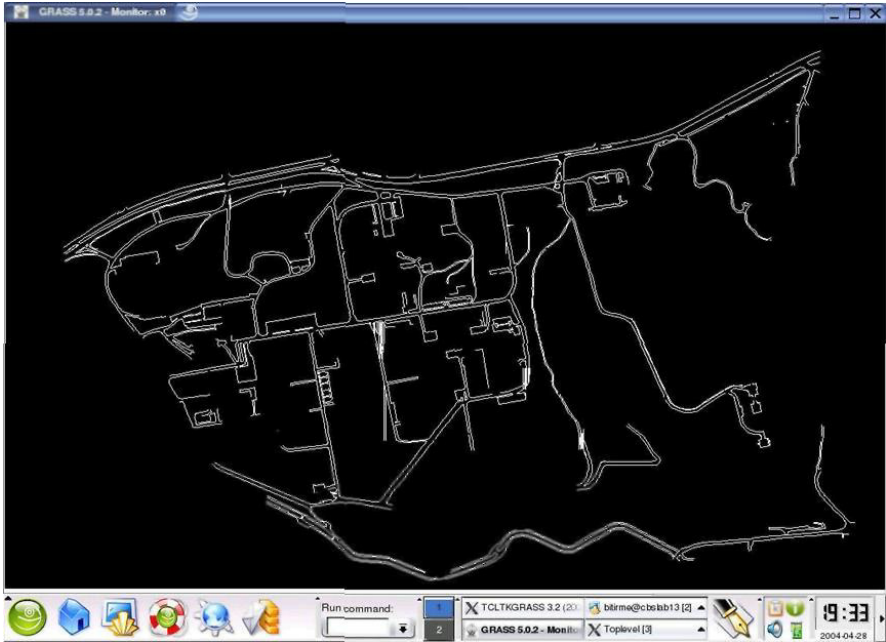 GRASS 5.0.2 - Monitor: x0
Run command:
1
2
TCLTKGRASS 3.2 (20
bitirme@cbslab13 [2]
GRASS 5.0.2 - Monito
Toplevel [3]
19:33
2004-04-28